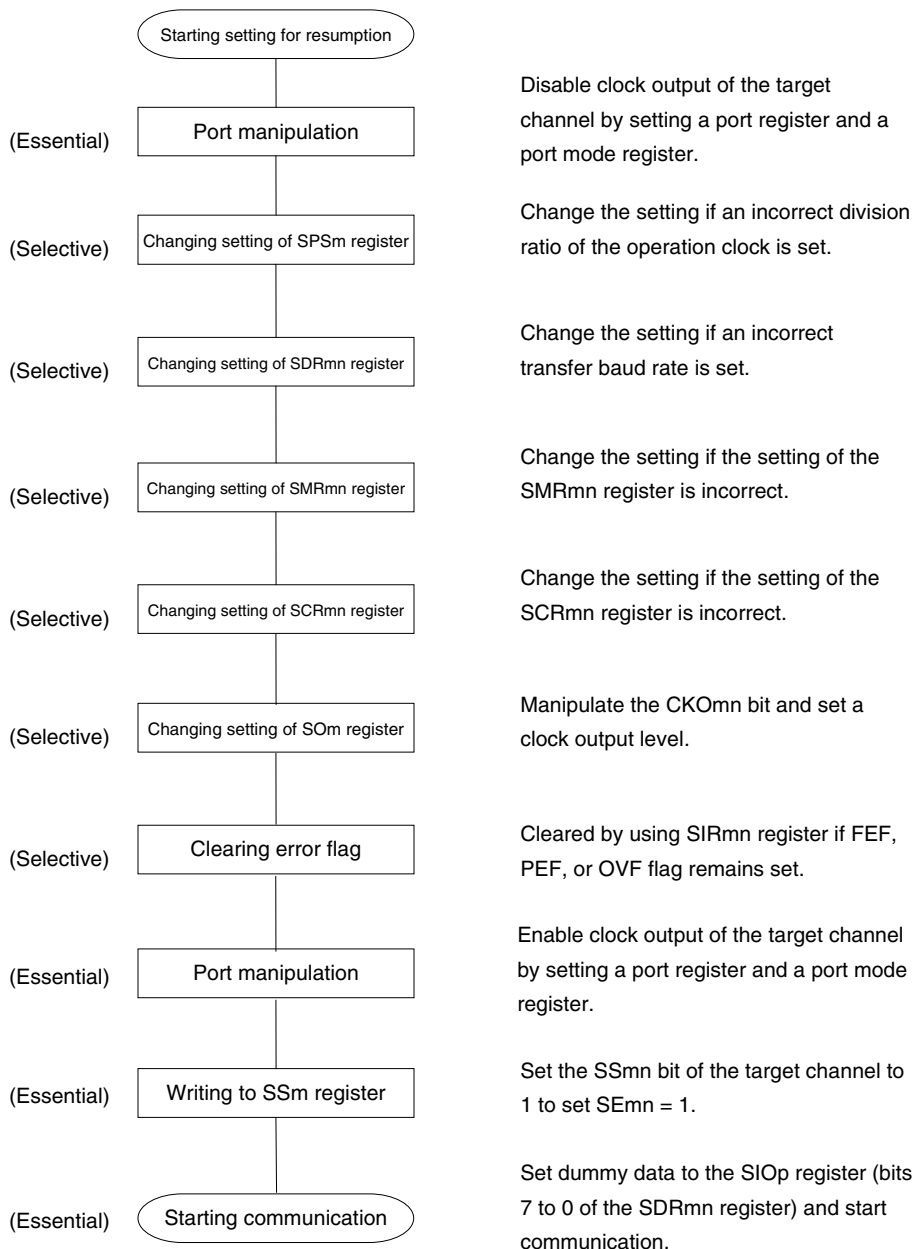 Starting setting for resumption
(Essential)
Port manipulation
Disable clock output of the target
channel by setting a port register and a
port mode register.
(Selective)
Changing setting of SPSm register
Change the setting if an incorrect division
ratio of the operation clock is set.
(Selective)
Changing setting of SDRmn register
Change the setting if an incorrect
transfer baud rate is set.
(Selective)
Changing setting of SMRmn register
Change the setting if the setting of the
SMRmn register is incorrect.
(Selective)
Changing setting of SCRmn register
Change the setting if the setting of the
SCRmn register is incorrect.
(Selective)
Changing setting of SOm register
Manipulate the CKOmn bit and set a
clock output level.
(Selective)
Clearing error flag
Cleared by using SIRmn register if FEF,
PEF, or OVF flag remains set.
(Essential)
Port manipulation
Enable clock output of the target channel
by setting a port register and a port mode
register.
(Essential)
Writing to SSm register
Set the SSmn bit of the target channel to
1 to set SEmn = 1.
(Essential)
Starting communication
Set dummy data to the SIOp register (bits
7 to 0 of the SDRmn register) and start
communication.